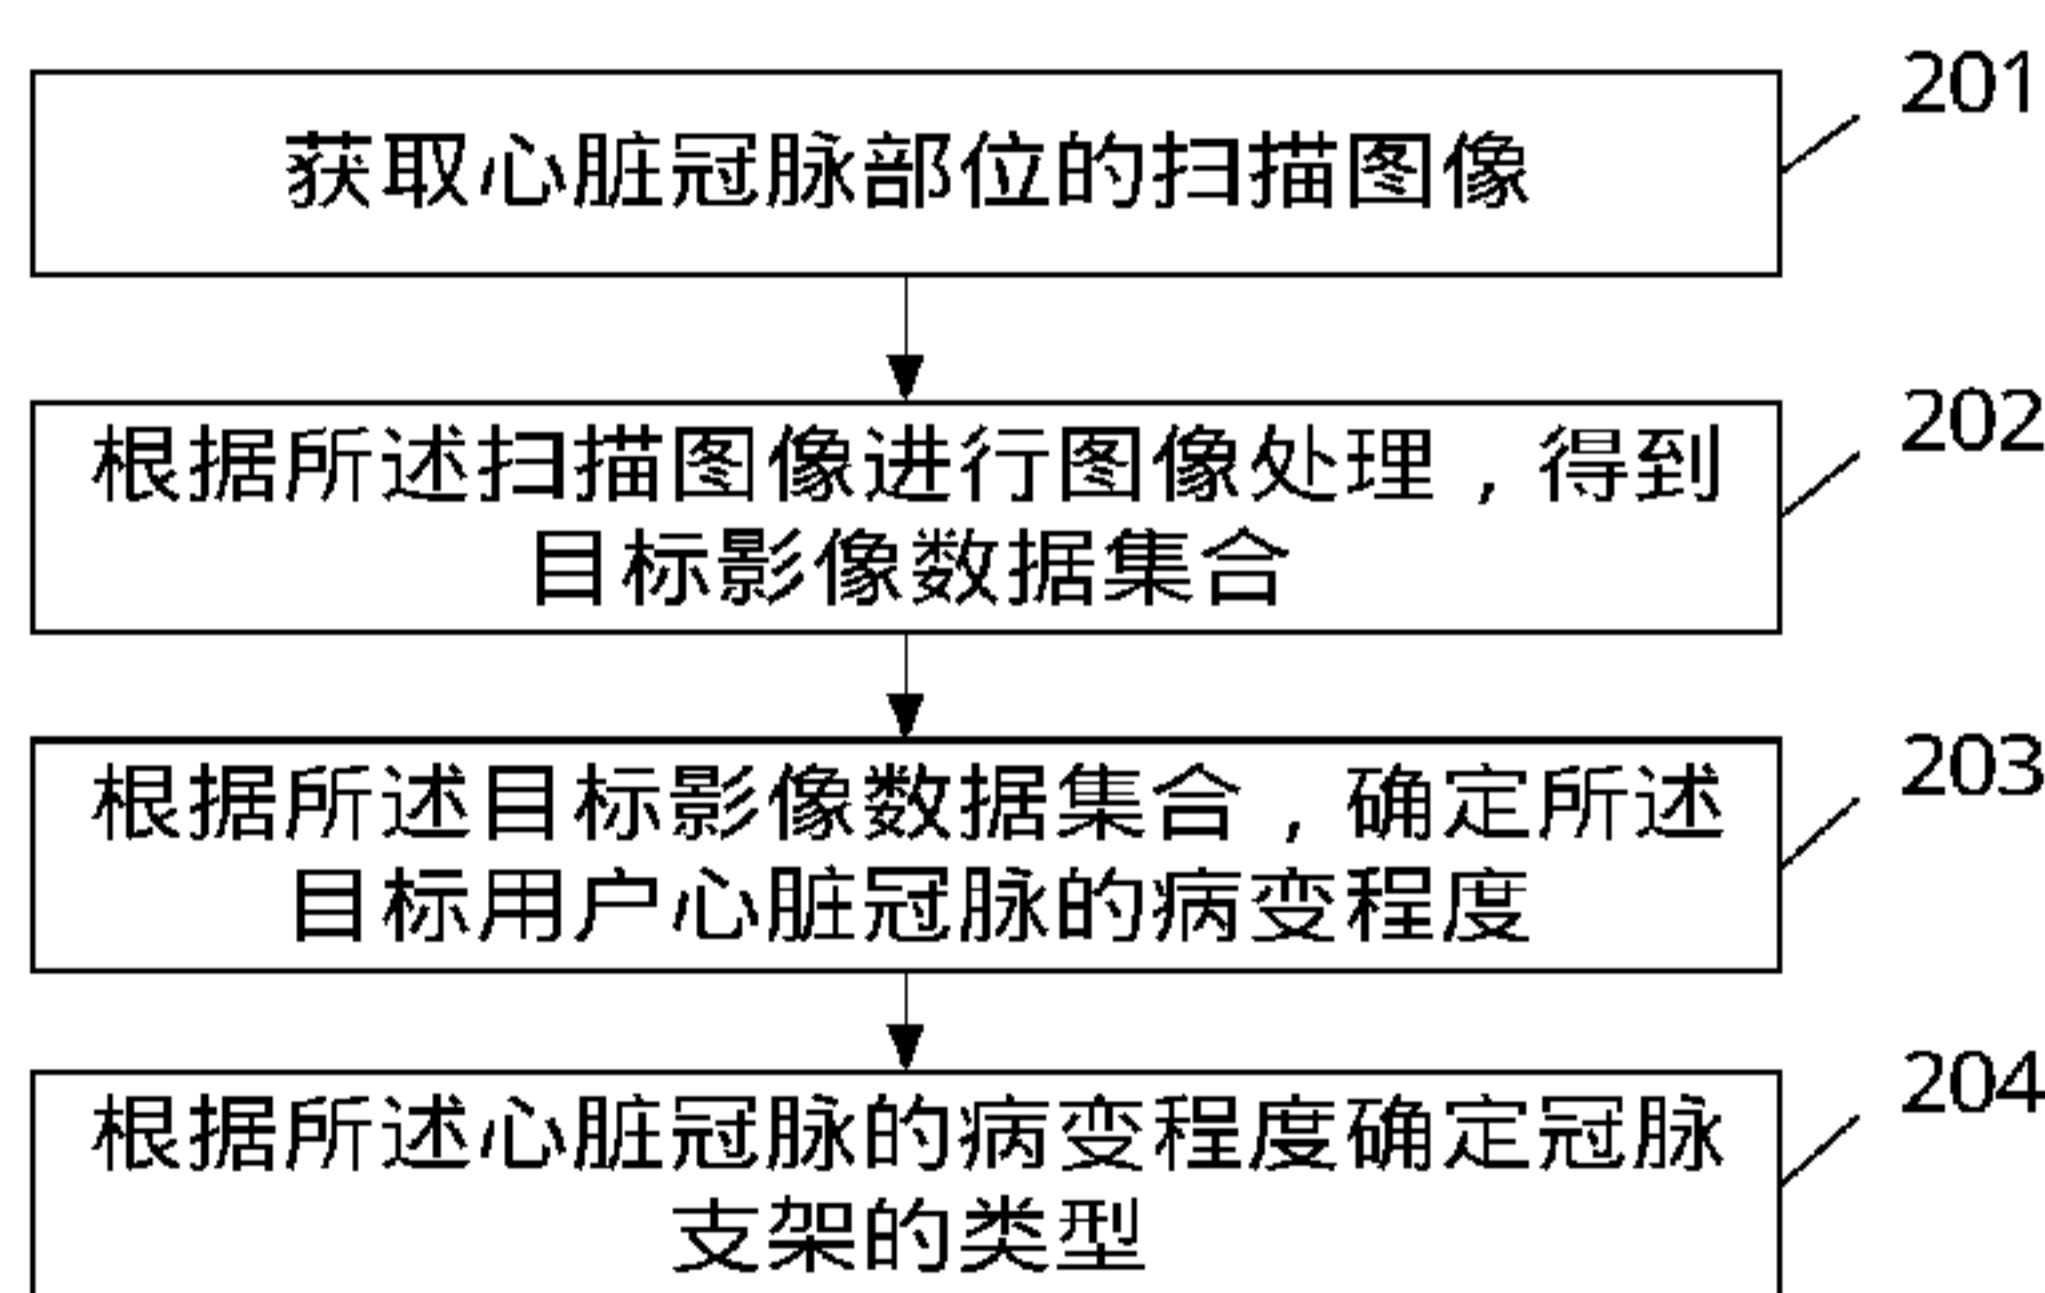 201
获取心脏冠脉部位的扫描图像
202
根据所述扫描图像进行图像处理，得到
目标影像数据集合
203
根据所述目标影像数据集合，确定所述
目标用户心脏冠脉的病变程度
204
根据所述心脏冠脉的病变程度确定冠脉
支架的类型